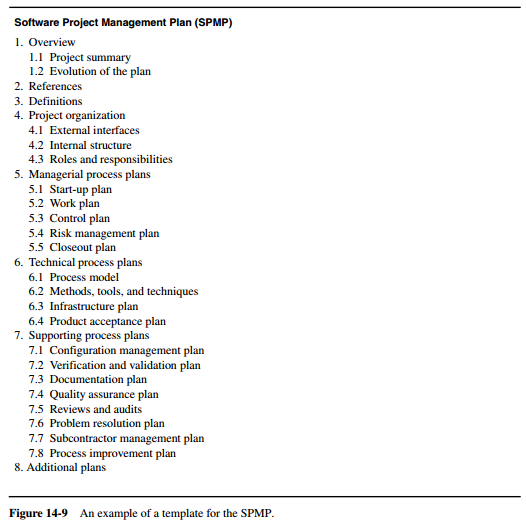 Software Project Management Plan (SPMP)
1. Overview
1.1 Project summary
1.2 Evolution of the plan
2. References
3. Definitions
4. Project organization
4.1 External interfaces
4.2 Internal structure
4.3 Roles and responsibilities
5. Managerial process plans
5.1 Start-up plan
5.2 Work plan
5.3 Control plan
5.4 Risk management plan
5.5 Closeout plan
6. Technical process plans
6.1 Process model
6.2 Methods, tools, and techniques
6.3 Infrastructure plan
6.4 Product acceptance plan
7. Supporting process plans
7.1 Configuration management plan
7.2 Verification and validation plan
7.3 Documentation plan
7.4 Quality assurance plan
7.5 Reviews and audits
7.6 Problem resolution plan
7.7 Subcontractor management plan
7.8 Process improvement plan
8. Additional plans
Figure 14-9 An example of a template for the SPMP.